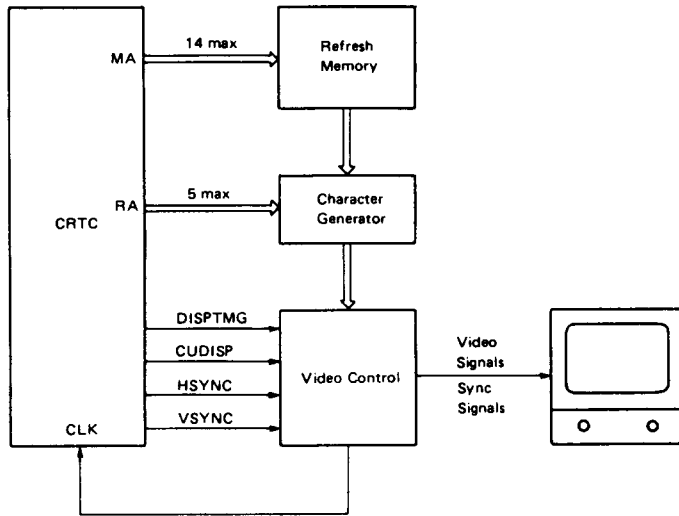 14 max
MA
Refresh
Memory
5 max
RA
Character
Generator
CRTC
DISPTMG
CUDISP
HSYNC
VSYNC
Video Control
Video
Signals
Sync
Signals
CLK